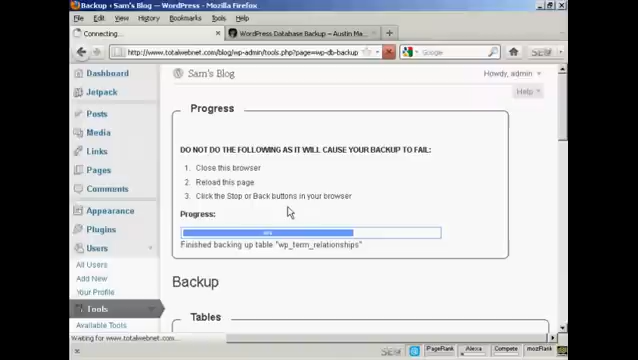 Backup ‹ Sam's Blog — WordPress - Mozilla Firefox
File Edit View History Bookmarks Tools Help
Connecting...
WordPress Database Backup – Austin Ma...
http://www.totalwebnet.com/blog/wp-admin/tools.php?page=wp-db-backup
Google
Dashboard
Jetpack
Posts
Media
Links
Pages
Comments
Appearance
Plugins
Users
All Users
Add New
Your Profile
Tools
Available Tools
Sam's Blog
Howdy, admin
Help
Progress
DO NOT DO THE FOLLOWING AS IT WILL CAUSE YOUR BACKUP TO FAIL:
1. Close this browser
2. Reload this page
3. Click the Stop or Back buttons in your browser
Progress:
Finished backing up table "wp_term_relationships"
Backup
Tables
Waiting for www.totalwebnet.com...
PageRank
Alexa
Compete
mozRank